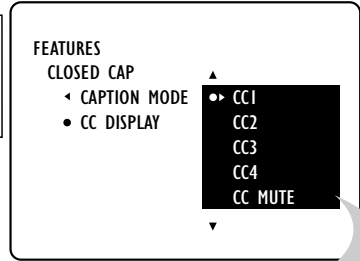 FEATURES
CLOSED CAP
CAPTION MODE
CC DISPLAY
CC1
CC2
CC3
CC4
CC MUTE